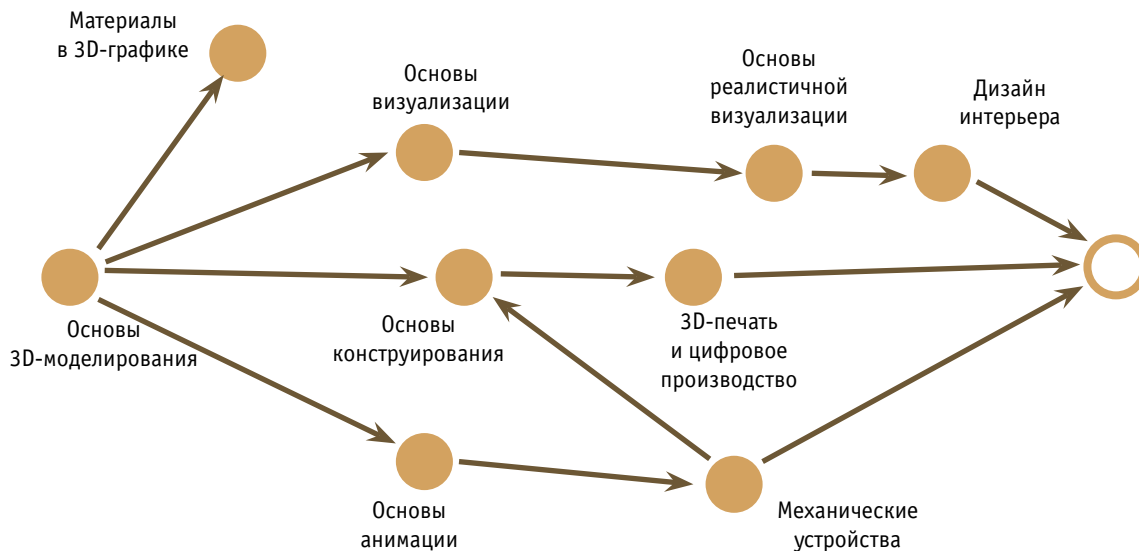 Материалы
в 3D-графике
Основы
визуализации
Основы
реалистичной
визуализации
Дизайн
интерьера
Основы
3D-моделирования
Основы
конструирования
3D-печать
и цифровое
производство
Основы
анимации
Механические
устройства